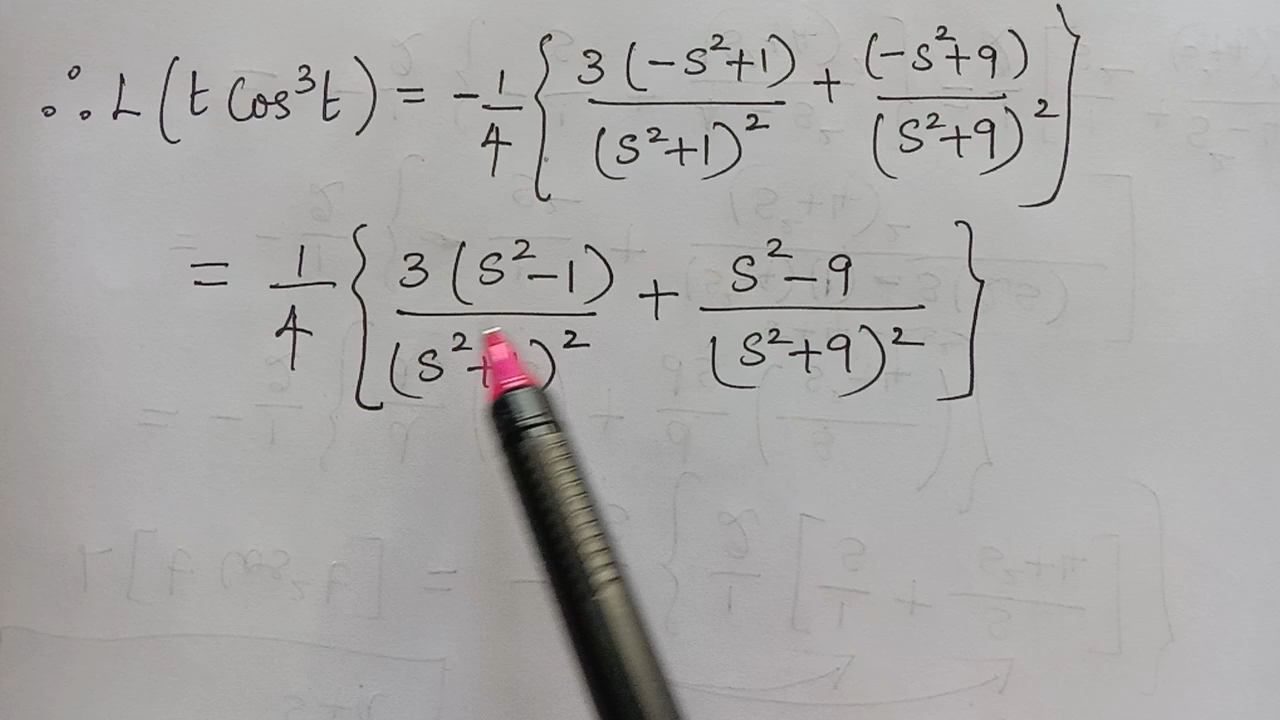 ∴ L(t Cos³t) = -1/4 { 3(-s²+1)/(s²+1)² + (-s²+9)/(s²+9)² }
= 1/4 { 3(s²-1)/(s²+ )² + s²-9/(s²+9)² }